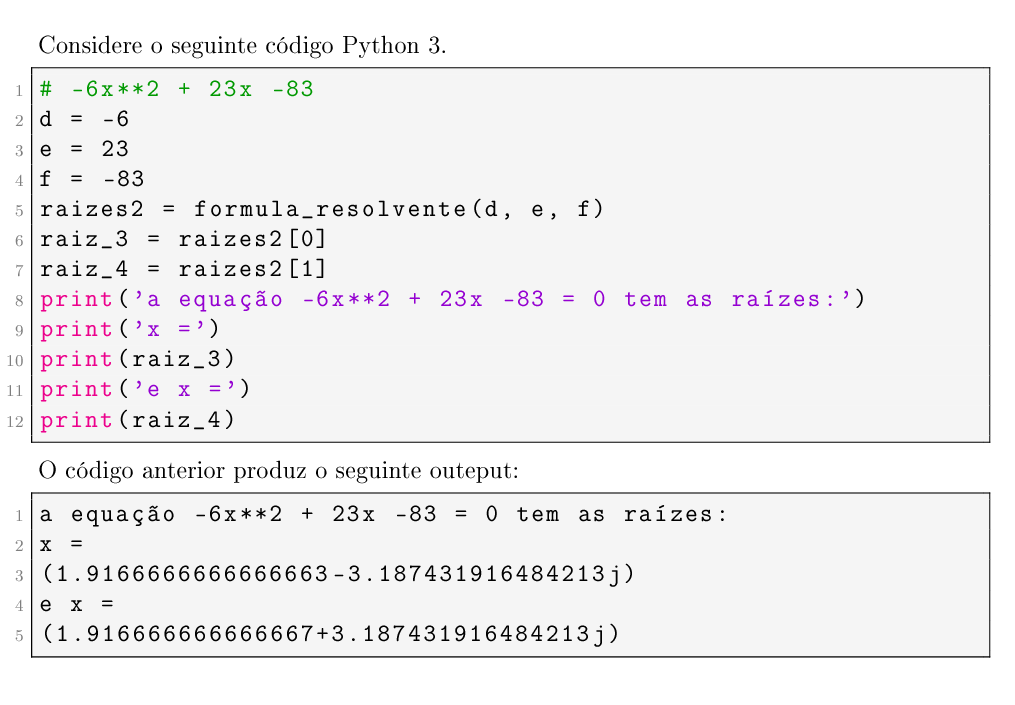 Considere o seguinte código Python 3.
1 # -6x**2 + 23x -83
2 d = -6
3 e = 23
4 f = -83
5 raizes2 = formula_resolvente(d, e, f)
6 raiz_3 = raizes2[0]
7 raiz_4 = raizes2[1]
8 print('a equação -6x**2 + 23x -83 = 0 tem as raízes:')
9 print('x =')
10 print(raiz_3)
11 print('e x =')
12 print(raiz_4)
O código anterior produz o seguinte outeput:
1 a equação -6x**2 + 23x -83 = 0 tem as raízes:
2 x =
3 (1.9166666666666663-3.187431916484213j)
4 e x =
5 (1.916666666666667+3.187431916484213j)